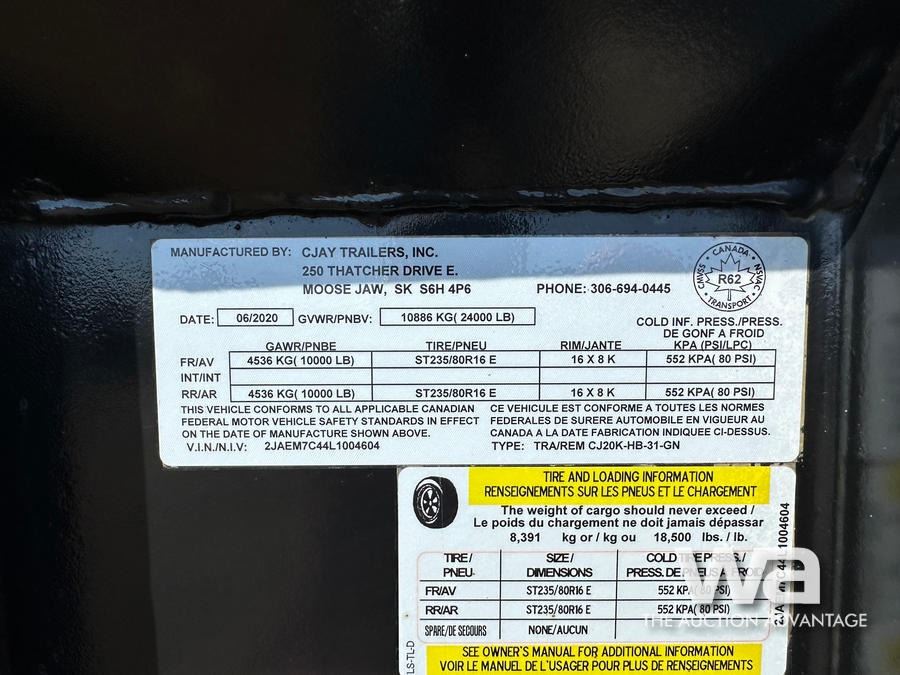 MANUFACTURED BY: CJAY TRAILERS, INC.
250 THATCHER DRIVE E.
MOOSE JAW, SK S6H 4P6 PHONE: 306-694-0445
CANADA
CMVSS R62 NSVAC
TRANSPORT
DATE: 06/2020 GVWR/PNBV: 10886 KG( 24000 LB)
COLD INF. PRESS./PRESS.
DE GONF A FROID
GAWR/PNBE TIRE/PNEU RIM/JANTE KPA (PSI/LPC)
FR/AV 4536 KG( 10000 LB) ST235/80R16 E 16 X 8 K 552 KPA( 80 PSI)
INT/INT
RR/AR 4536 KG( 10000 LB) ST235/80R16 E 16 X 8 K 552 KPA( 80 PSI)
THIS VEHICLE CONFORMS TO ALL APPLICABLE CANADIAN
FEDERAL MOTOR VEHICLE SAFETY STANDARDS IN EFFECT
ON THE DATE OF MANUFACTURE SHOWN ABOVE.
CE VEHICULE EST CONFORME A TOUTES LES NORMES
FEDERALES DE SURERE AUTOMOBILE EN VIGUEUR AU
CANADA A LA DATE FABRICATION INDIQUEE CI-DESSUS.
V.I.N./N.I.V: 2JAEM7C44L1004604 TYPE: TRA/REM CJ20K-HB-31-GN
TIRE AND LOADING INFORMATION
RENSEIGNEMENTS SUR LES PNEUS ET LE CHARGEMENT
The weight of cargo should never exceed /
Le poids du chargement ne doit jamais dépassar
8,391 kg or / kg ou 18,500 lbs. / lb.
TIRE / PNEU SIZE / DIMENSIONS COLD TIRE PRESS. / PRESS. DE PNEUS A FROID
FR/AV ST235/80R16 E 552 KPA( 80 PSI)
RR/AR ST235/80R16 E 552 KPA( 80 PSI)
SPARE/DE SECOURS NONE/AUCUN
SEE OWNER'S MANUAL FOR ADDITIONAL INFORMATION
VOIR LE MANUEL DE L'USAGER POUR PLUS DE RENSEIGNEMENTS
2JAEM7C44L1004604
LS-TL-D
wa
THE AUCTION ADVANTAGE